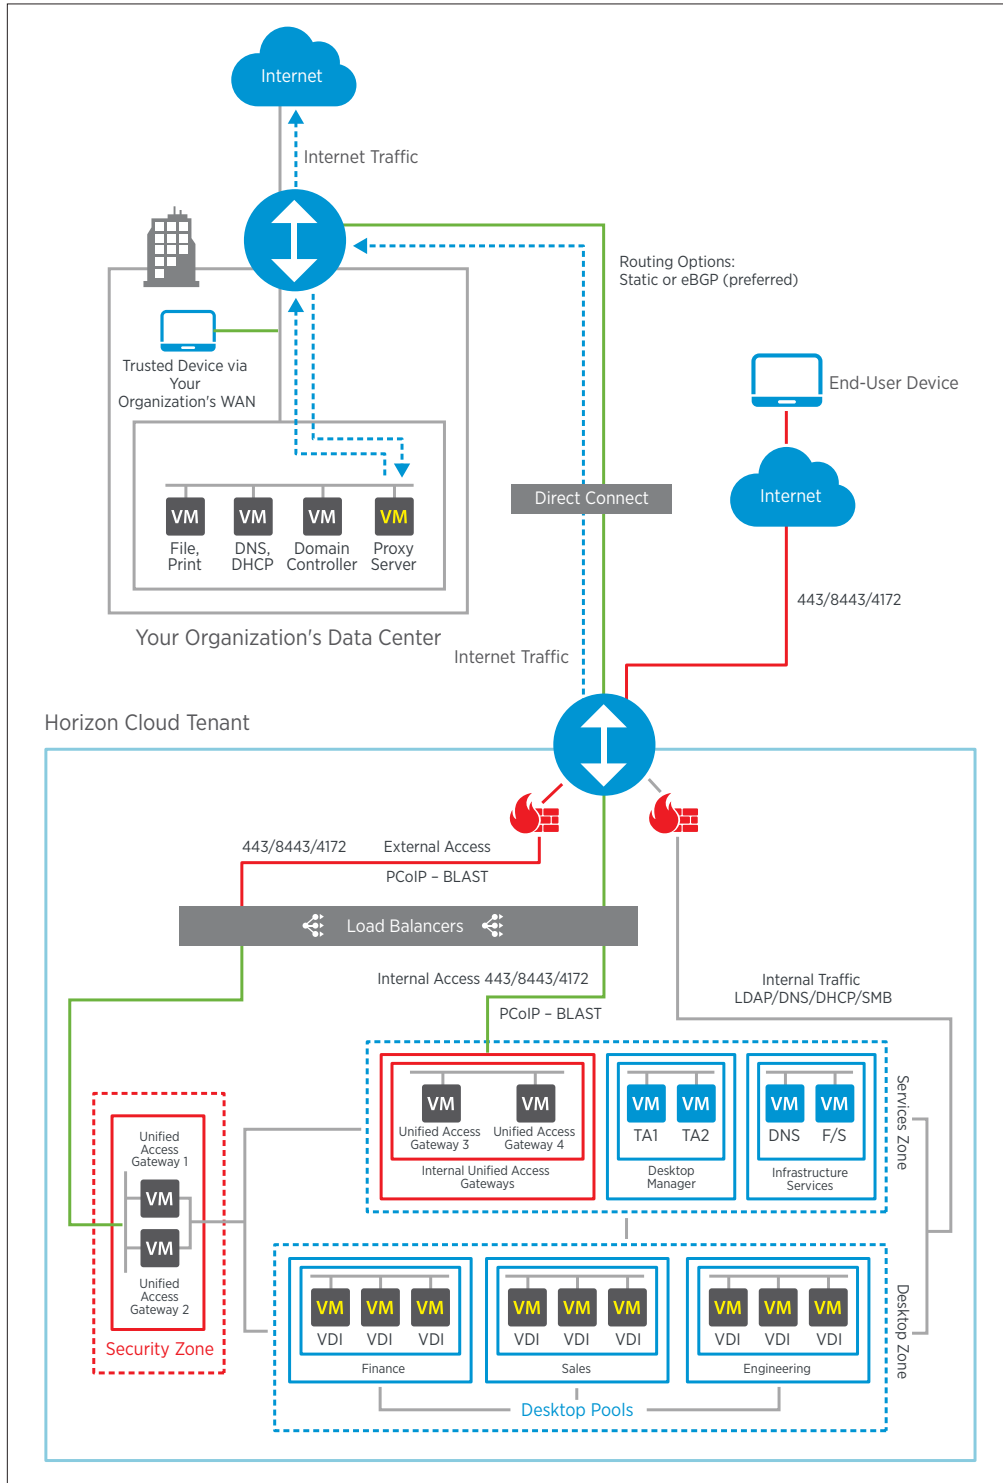 Internet
Internet Traffic
Routing Options:
Static or eBGP (preferred)
Trusted Device via
Your
Organization's WAN
End-User Device
Internet
Direct Connect
VM
VM
VM
VM
File,
Print
DNS,
DHCP
Domain
Controller
Proxy
Server
443/8443/4172
Your Organization's Data Center
Internet Traffic
Horizon Cloud Tenant
443/8443/4172
External Access
PCoIP – BLAST
Load Balancers
Internal Access 443/8443/4172
PCoIP – BLAST
Internal Traffic
LDAP/DNS/DHCP/SMB
Services Zone
VM
VM
Unified Access
Gateway 3
Unified Access
Gateway 4
Internal Unified Access
Gateways
VM
VM
TA1
TA2
Desktop
Manager
VM
VM
DNS
F/S
Infrastructure
Services
Unified
Access
Gateway 1
VM
VM
Unified
Access
Gateway 2
Security Zone
Desktop Zone
VM
VM
VM
VDI
VDI
VDI
Finance
VM
VM
VM
VDI
VDI
VDI
Sales
VM
VM
VM
VDI
VDI
VDI
Engineering
Desktop Pools